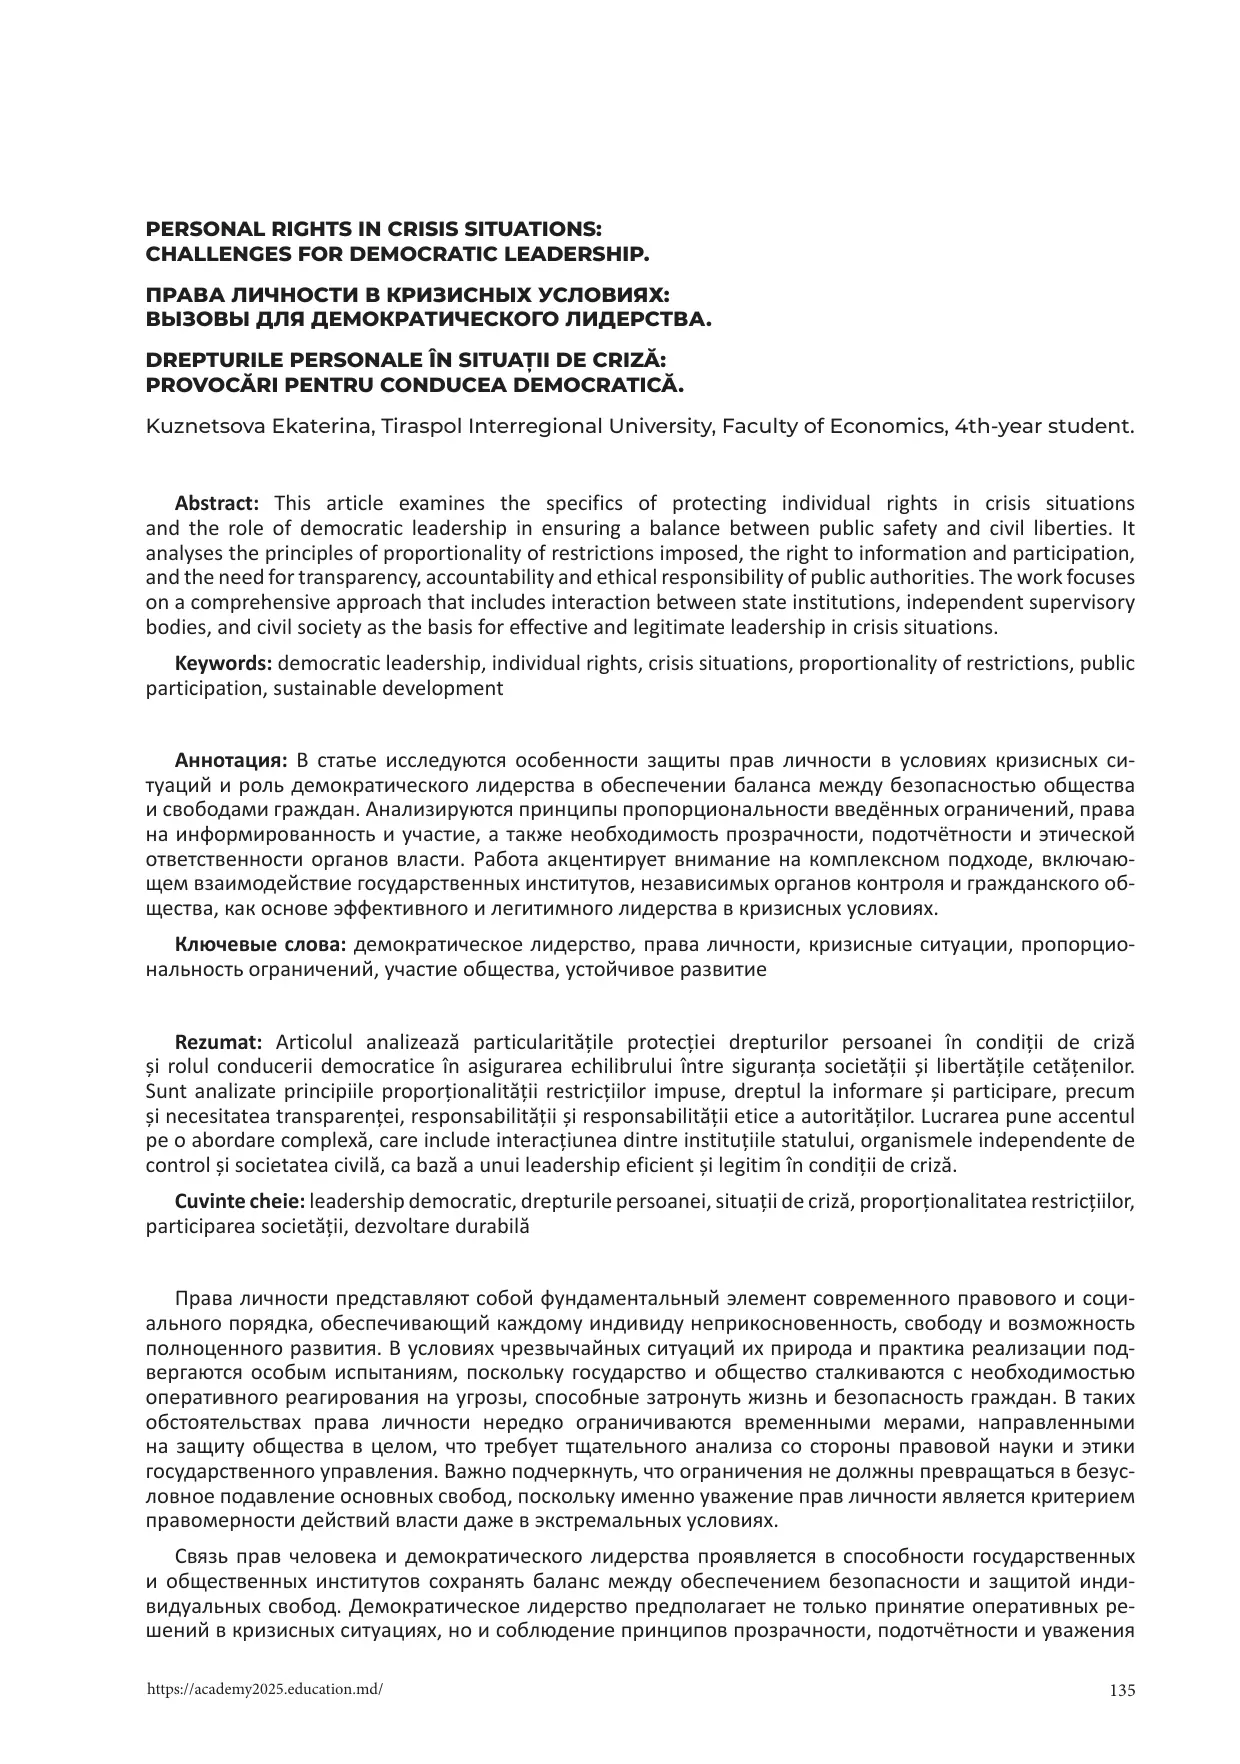 PERSONAL RIGHTS IN CRISIS SITUATIONS:
CHALLENGES FOR DEMOCRATIC LEADERSHIP.
ПРАВА ЛИЧНОСТИ В КРИЗИСНЫХ УСЛОВИЯХ:
ВЫЗОВЫ ДЛЯ ДЕМОКРАТИЧЕСКОГО ЛИДЕРСТВА.
DREPTURILE PERSONALE ÎN SITUAȚII DE CRIZĂ:
PROVOCĂRI PENTRU CONDUCEA DEMOCRATICĂ.
Kuznetsova Ekaterina, Tiraspol Interregional University, Faculty of Economics, 4th-year student.
Abstract: This article examines the specifics of protecting individual rights in crisis situations
and the role of democratic leadership in ensuring a balance between public safety and civil liberties. It
analyses the principles of proportionality of restrictions imposed, the right to information and participation,
and the need for transparency, accountability and ethical responsibility of public authorities. The work focuses
on a comprehensive approach that includes interaction between state institutions, independent supervisory
bodies, and civil society as the basis for effective and legitimate leadership in crisis situations.
Keywords: democratic leadership, individual rights, crisis situations, proportionality of restrictions, public
participation, sustainable development
Аннотация: В статье исследуются особенности защиты прав личности в условиях кризисных си-
туаций и роль демократического лидерства в обеспечении баланса между безопасностью общества
и свободами граждан. Анализируются принципы пропорциональности введённых ограничений, права
на информированность и участие, а также необходимость прозрачности, подотчётности и этической
ответственности органов власти. Работа акцентирует внимание на комплексном подходе, включаю-
щем взаимодействие государственных институтов, независимых органов контроля и гражданского об-
щества, как основе эффективного и легитимного лидерства в кризисных условиях.
Ключевые слова: демократическое лидерство, права личности, кризисные ситуации, пропорцио-
нальность ограничений, участие общества, устойчивое развитие
Rezumat: Articolul analizează particularitățile protecției drepturilor persoanei în condiții de criză
și rolul conducerii democratice în asigurarea echilibrului între siguranța societății și libertățile cetățenilor.
Sunt analizate principiile proporționalității restricțiilor impuse, dreptul la informare și participare, precum
și necesitatea transparenței, responsabilității și responsabilității etice a autorităților. Lucrarea pune accentul
pe o abordare complexă, care include interacțiunea dintre instituțiile statului, organismele independente de
control și societatea civilă, ca bază a unui leadership eficient și legitim în condiții de criză.
Cuvinte cheie: leadership democratic, drepturile persoanei, situații de criză, proporționalitatea restricțiilor,
participarea societății, dezvoltare durabilă
Права личности представляют собой фундаментальный элемент современного правового и соци-
ального порядка, обеспечивающий каждому индивиду неприкосновенность, свободу и возможность
полноценного развития. В условиях чрезвычайных ситуаций их природа и практика реализации под-
вергаются особым испытаниям, поскольку государство и общество сталкиваются с необходимостью
оперативного реагирования на угрозы, способные затронуть жизнь и безопасность граждан. В таких
обстоятельствах права личности нередко ограничиваются временными мерами, направленными
на защиту общества в целом, что требует тщательного анализа со стороны правовой науки и этики
государственного управления. Важно подчеркнуть, что ограничения не должны превращаться в безус-
ловное подавление основных свобод, поскольку именно уважение прав личности является критерием
правомерности действий власти даже в экстремальных условиях.
Связь прав человека и демократического лидерства проявляется в способности государственных
и общественных институтов сохранять баланс между обеспечением безопасности и защитой инди-
видуальных свобод. Демократическое лидерство предполагает не только принятие оперативных ре-
шений в кризисных ситуациях, но и соблюдение принципов прозрачности, подотчётности и уважения
https://academy2025.education.md/
135